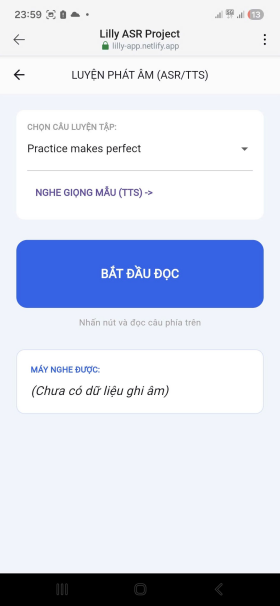 23:59
13
Lilly ASR Project
lilly-app.netlify.app
LUYỆN PHÁT ÂM (ASR/TTS)
CHỌN CÂU LUYỆN TẬP:
Practice makes perfect
NGHE GIỌNG MẪU (TTS) ->
BẮT ĐẦU ĐỌC
Nhấn nút và đọc câu phía trên
MÁY NGHE ĐƯỢC:
(Chưa có dữ liệu ghi âm)